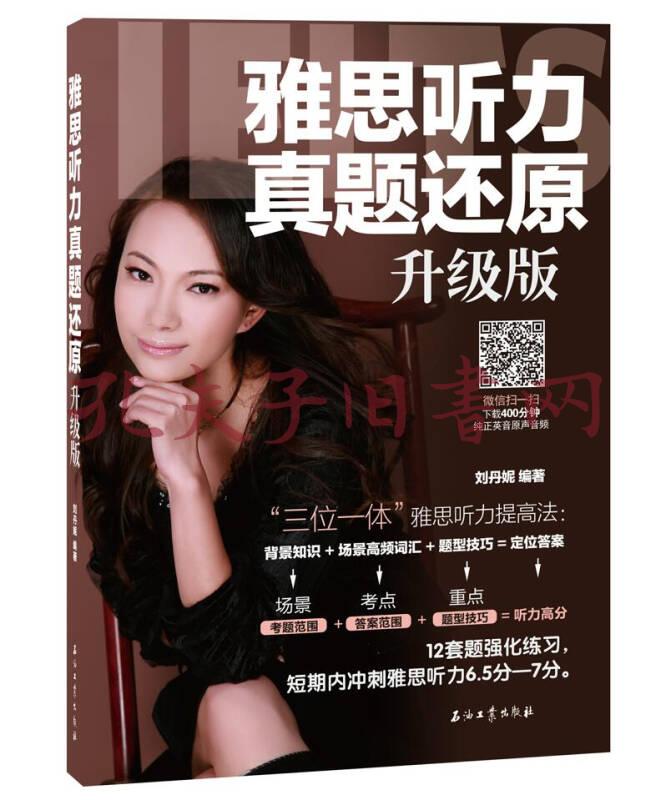 IELTS
雅思听力
真题还原
升级版
微信扫一扫
下载400分钟
纯正英音原声音频
刘丹妮 编著
“三位一体”雅思听力提高法：
背景知识 + 场景高频词汇 + 题型技巧 = 定位答案
场景 考点 重点
考题范围 + 答案范围 + 题型技巧 = 听力高分
12套题强化练习，
短期内冲刺雅思听力6.5分—7分。
石油工业出版社
雅思听力真题还原 升级版
刘丹妮 编著
石油工业出版社
孔夫子旧书网